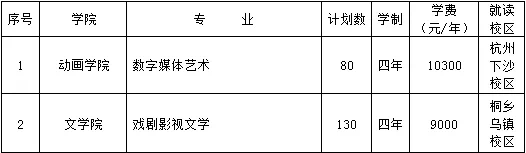 序号 学院 专 业 计划数 学制 学费（元/年） 就读校区
1 动画学院 数字媒体艺术 80 四年 10300 杭州下沙校区
2 文学院 戏剧影视文学 130 四年 9000 桐乡乌镇校区